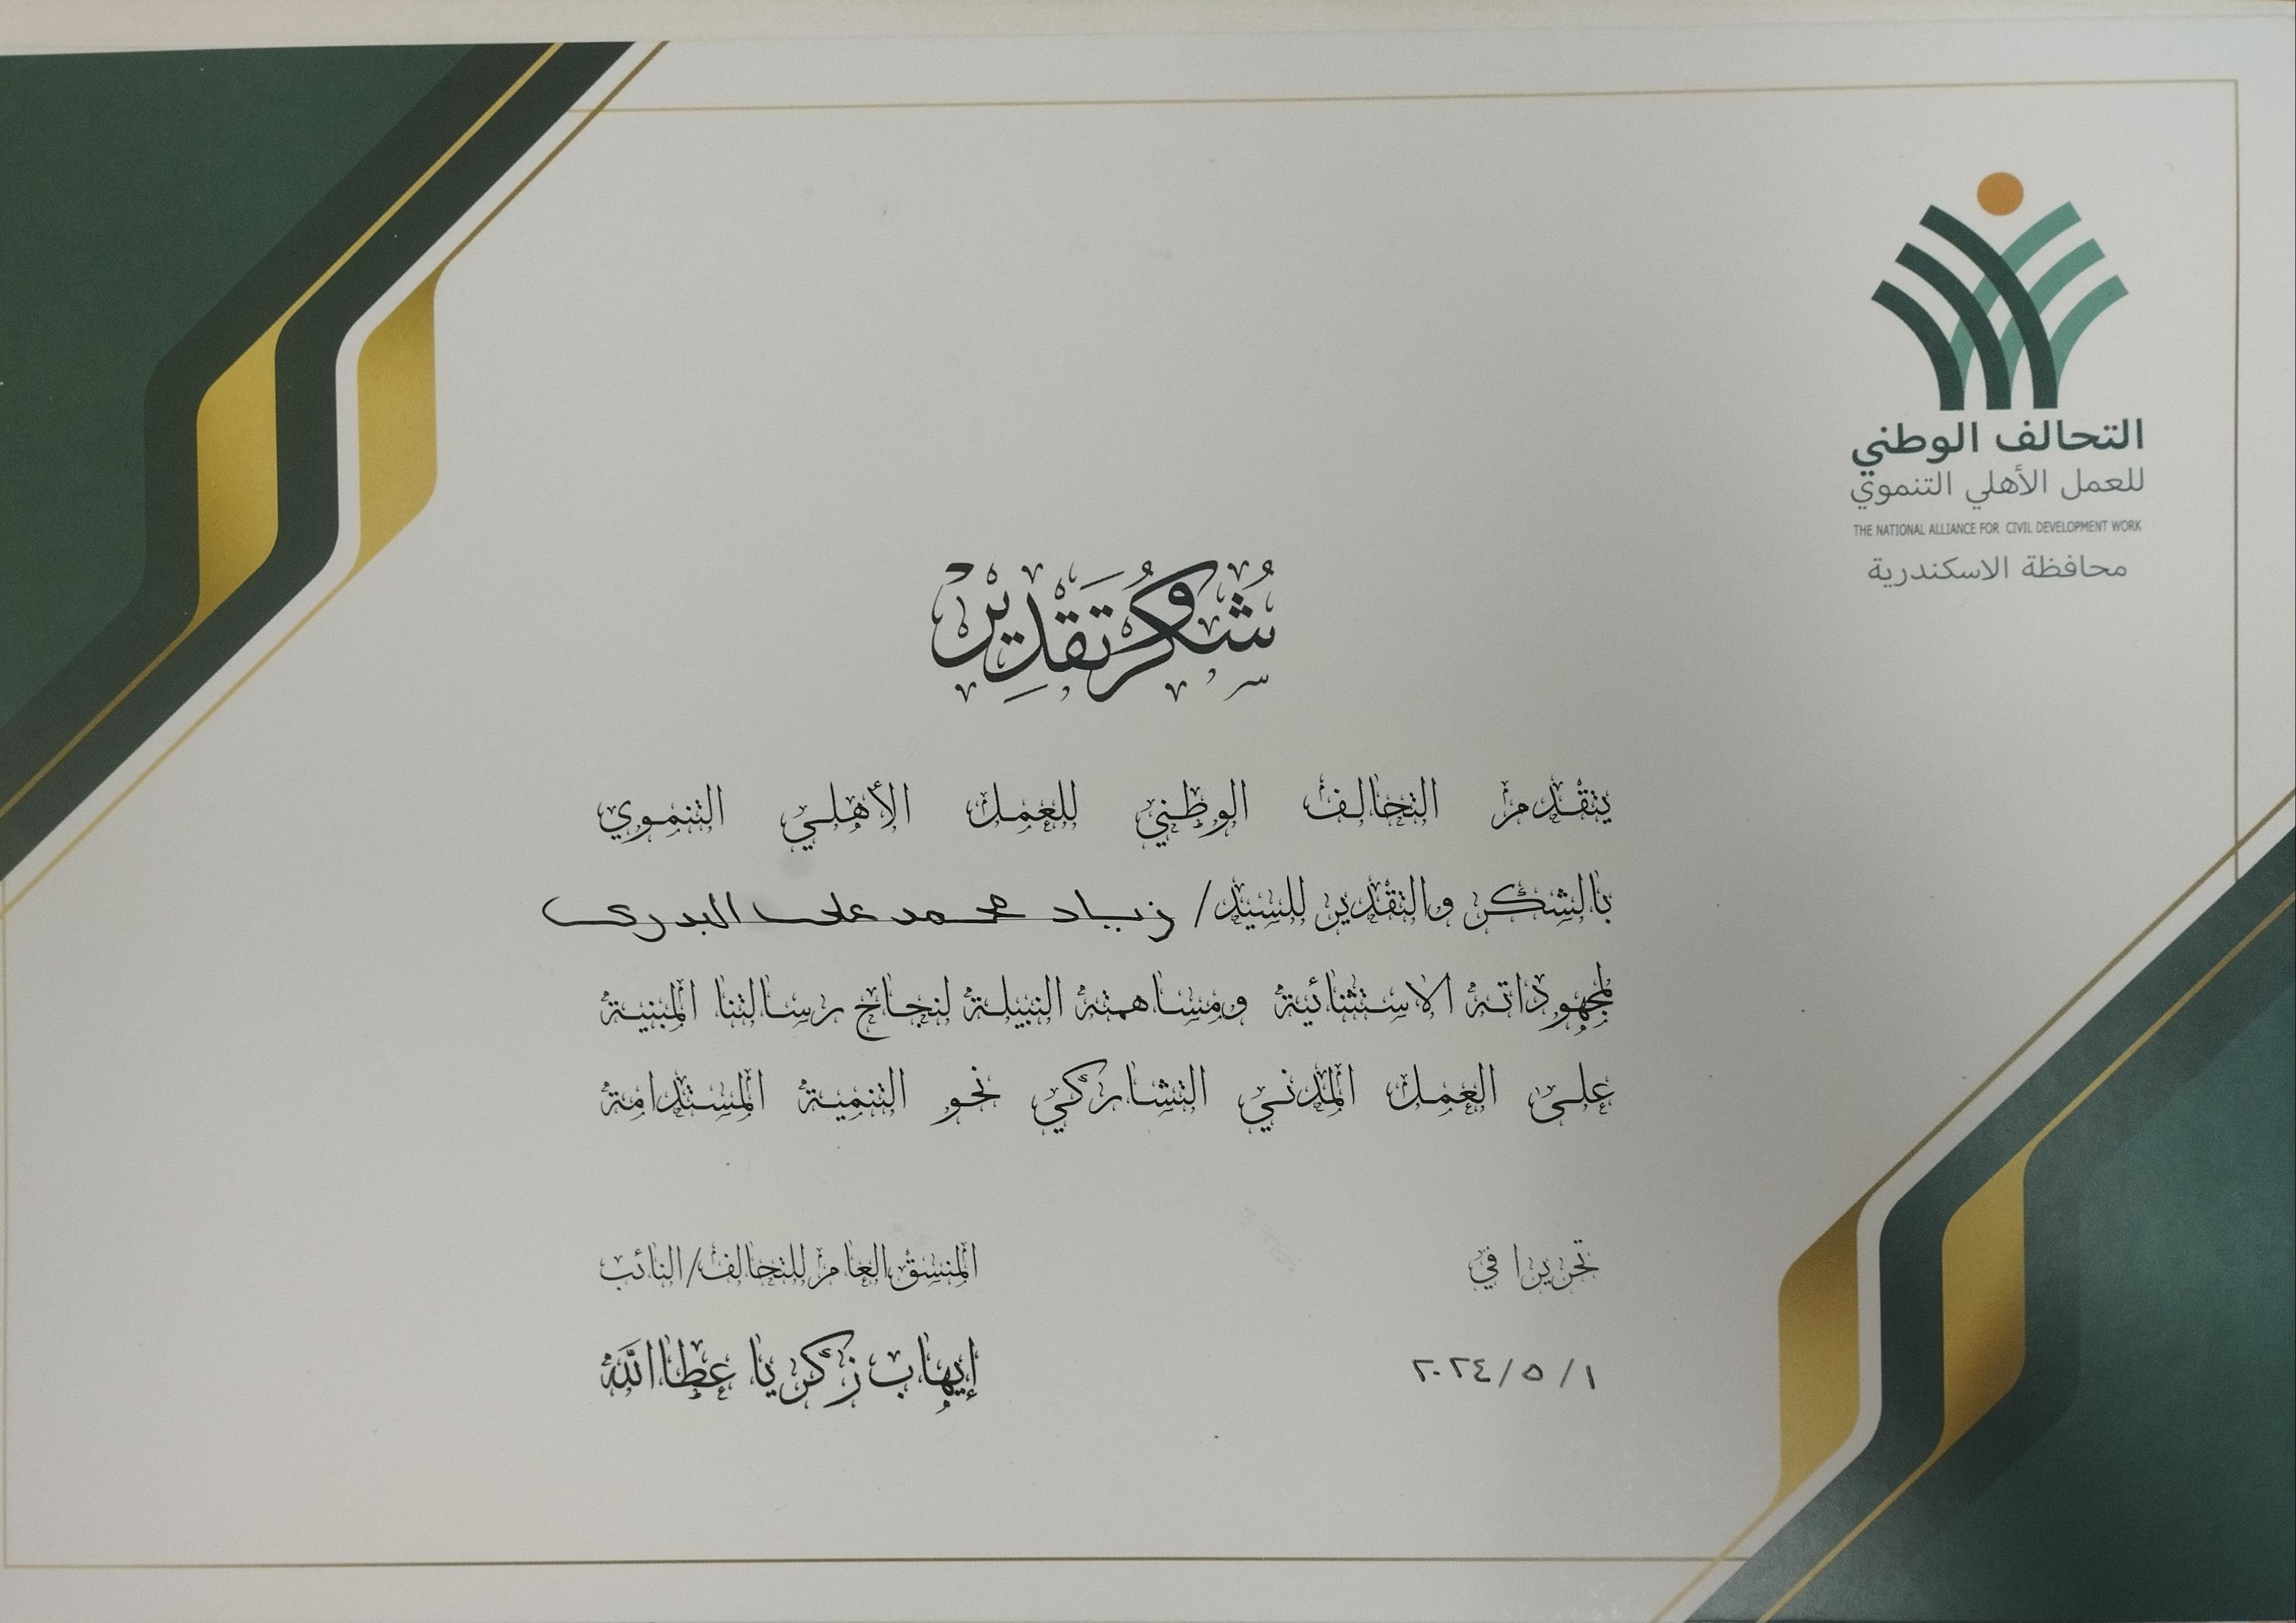 التحالف الوطني
للعمل الأهلي التنموي
THE NATIONAL ALLIANCE FOR CIVIL DEVELOPMENT WORK
محافظة الاسكندرية
شُكْرٌ وَتَقْدِيرٌ
يتقدم التحالف الوطني للعمل الأهلي التنموي
بالشكر والتقدير للسيد/ زياد محمد على البدرى
لمجهوداته الاستثنائية ومساهمته النبيلة لنجاح رسالتنا المبنية
على العمل المدني التشاركي نحو التنمية المستدامة
تحريرا في
٢٠٢٤/٥/١
المنسق العام للتحالف/النائب
إيهاب زكريا عطاالله